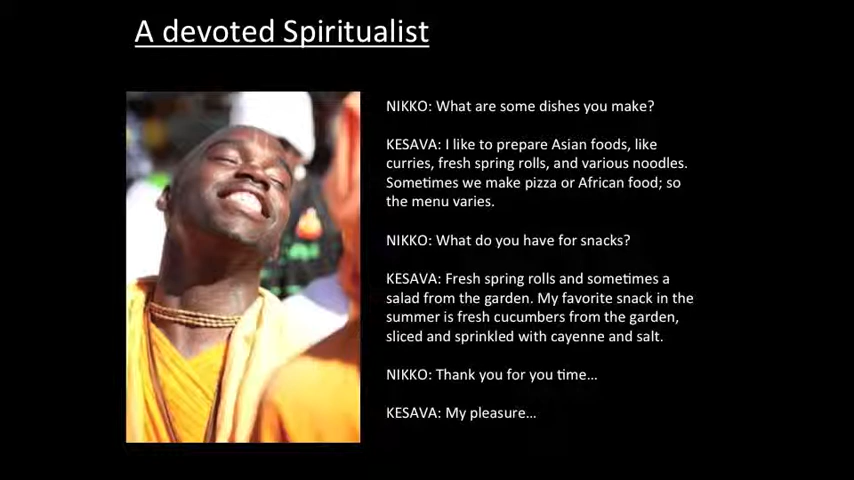 A devoted Spiritualist
NIKKO: What are some dishes you make?
KESAVA: I like to prepare Asian foods, like
curries, fresh spring rolls, and various noodles.
Sometimes we make pizza or African food; so
the menu varies.
NIKKO: What do you have for snacks?
KESAVA: Fresh spring rolls and sometimes a
salad from the garden. My favorite snack in the
summer is fresh cucumbers from the garden,
sliced and sprinkled with cayenne and salt.
NIKKO: Thank you for you time...
KESAVA: My pleasure...